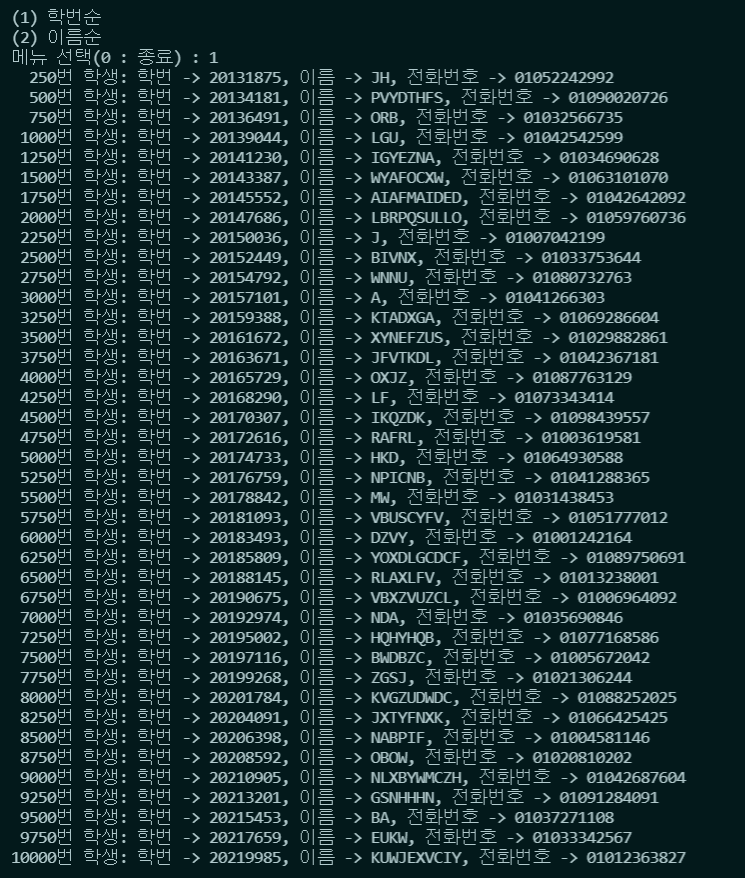 (1) 학번순
(2) 이름순
메뉴 선택(0 : 종료) : 1
250번 학생: 학번 -> 20131875, 이름 -> JH, 전화번호 -> 01052242992
500번 학생: 학번 -> 20134181, 이름 -> PVYDTHFS, 전화번호 -> 01090020726
750번 학생: 학번 -> 20136491, 이름 -> ORB, 전화번호 -> 01032566735
1000번 학생: 학번 -> 20139044, 이름 -> LGU, 전화번호 -> 01042542599
1250번 학생: 학번 -> 20141230, 이름 -> IGYEZNA, 전화번호 -> 01034690628
1500번 학생: 학번 -> 20143387, 이름 -> WYAFOCXW, 전화번호 -> 01063101070
1750번 학생: 학번 -> 20145552, 이름 -> AIAFMAIDED, 전화번호 -> 01042642092
2000번 학생: 학번 -> 20147686, 이름 -> LBRPQSULLO, 전화번호 -> 01059760736
2250번 학생: 학번 -> 20150036, 이름 -> J, 전화번호 -> 01007042199
2500번 학생: 학번 -> 20152449, 이름 -> BIVNX, 전화번호 -> 01033753644
2750번 학생: 학번 -> 20154792, 이름 -> WNNU, 전화번호 -> 01080732763
3000번 학생: 학번 -> 20157101, 이름 -> A, 전화번호 -> 01041266303
3250번 학생: 학번 -> 20159388, 이름 -> KTADXGA, 전화번호 -> 01069286604
3500번 학생: 학번 -> 20161672, 이름 -> XYNEFZUS, 전화번호 -> 01029882861
3750번 학생: 학번 -> 20163671, 이름 -> JFVTKDL, 전화번호 -> 01042367181
4000번 학생: 학번 -> 20165729, 이름 -> OXJZ, 전화번호 -> 01087763129
4250번 학생: 학번 -> 20168290, 이름 -> LF, 전화번호 -> 01073343414
4500번 학생: 학번 -> 20170307, 이름 -> IKQZDK, 전화번호 -> 01098439557
4750번 학생: 학번 -> 20172616, 이름 -> RAFRL, 전화번호 -> 01003619581
5000번 학생: 학번 -> 20174733, 이름 -> HKD, 전화번호 -> 01064930588
5250번 학생: 학번 -> 20176759, 이름 -> NPICNB, 전화번호 -> 01041288365
5500번 학생: 학번 -> 20178842, 이름 -> MW, 전화번호 -> 01031438453
5750번 학생: 학번 -> 20181093, 이름 -> VBUSCYFV, 전화번호 -> 01051777012
6000번 학생: 학번 -> 20183493, 이름 -> DZVY, 전화번호 -> 01001242164
6250번 학생: 학번 -> 20185809, 이름 -> YOXDLGCDCF, 전화번호 -> 01089750691
6500번 학생: 학번 -> 20188145, 이름 -> RLAXLFV, 전화번호 -> 01013238001
6750번 학생: 학번 -> 20190675, 이름 -> VBXZVUZCL, 전화번호 -> 01006964092
7000번 학생: 학번 -> 20192974, 이름 -> NDA, 전화번호 -> 01035690846
7250번 학생: 학번 -> 20195002, 이름 -> HQHYHQB, 전화번호 -> 01077168586
7500번 학생: 학번 -> 20197116, 이름 -> BWDBZC, 전화번호 -> 01005672042
7750번 학생: 학번 -> 20199268, 이름 -> ZGSJ, 전화번호 -> 01021306244
8000번 학생: 학번 -> 20201784, 이름 -> KVGZUDWDC, 전화번호 -> 01088252025
8250번 학생: 학번 -> 20204091, 이름 -> JXTYFNXK, 전화번호 -> 01066425425
8500번 학생: 학번 -> 20206398, 이름 -> NABPIF, 전화번호 -> 01004581146
8750번 학생: 학번 -> 20208592, 이름 -> OBOW, 전화번호 -> 01020810202
9000번 학생: 학번 -> 20210905, 이름 -> NLXBYWMCZH, 전화번호 -> 01042687604
9250번 학생: 학번 -> 20213201, 이름 -> GSNHHHN, 전화번호 -> 01091284091
9500번 학생: 학번 -> 20215453, 이름 -> BA, 전화번호 -> 01037271108
9750번 학생: 학번 -> 20217659, 이름 -> EUKW, 전화번호 -> 01033342567
10000번 학생: 학번 -> 20219985, 이름 -> KUWJEXVCIY, 전화번호 -> 01012363827